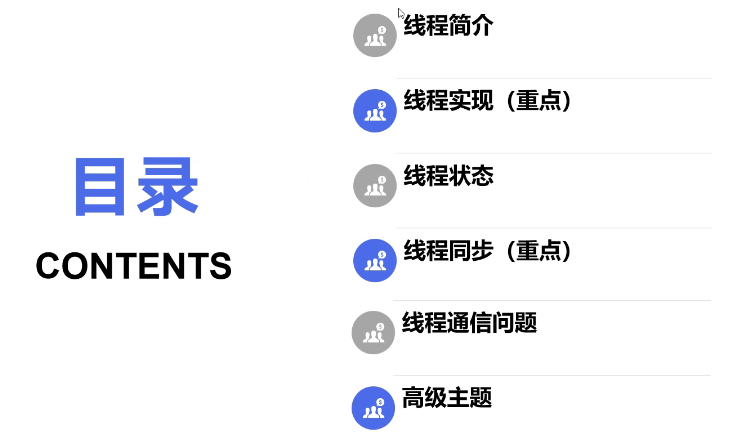 目录
CONTENTS
线程简介
线程实现（重点）
线程状态
线程同步（重点）
线程通信问题
高级主题